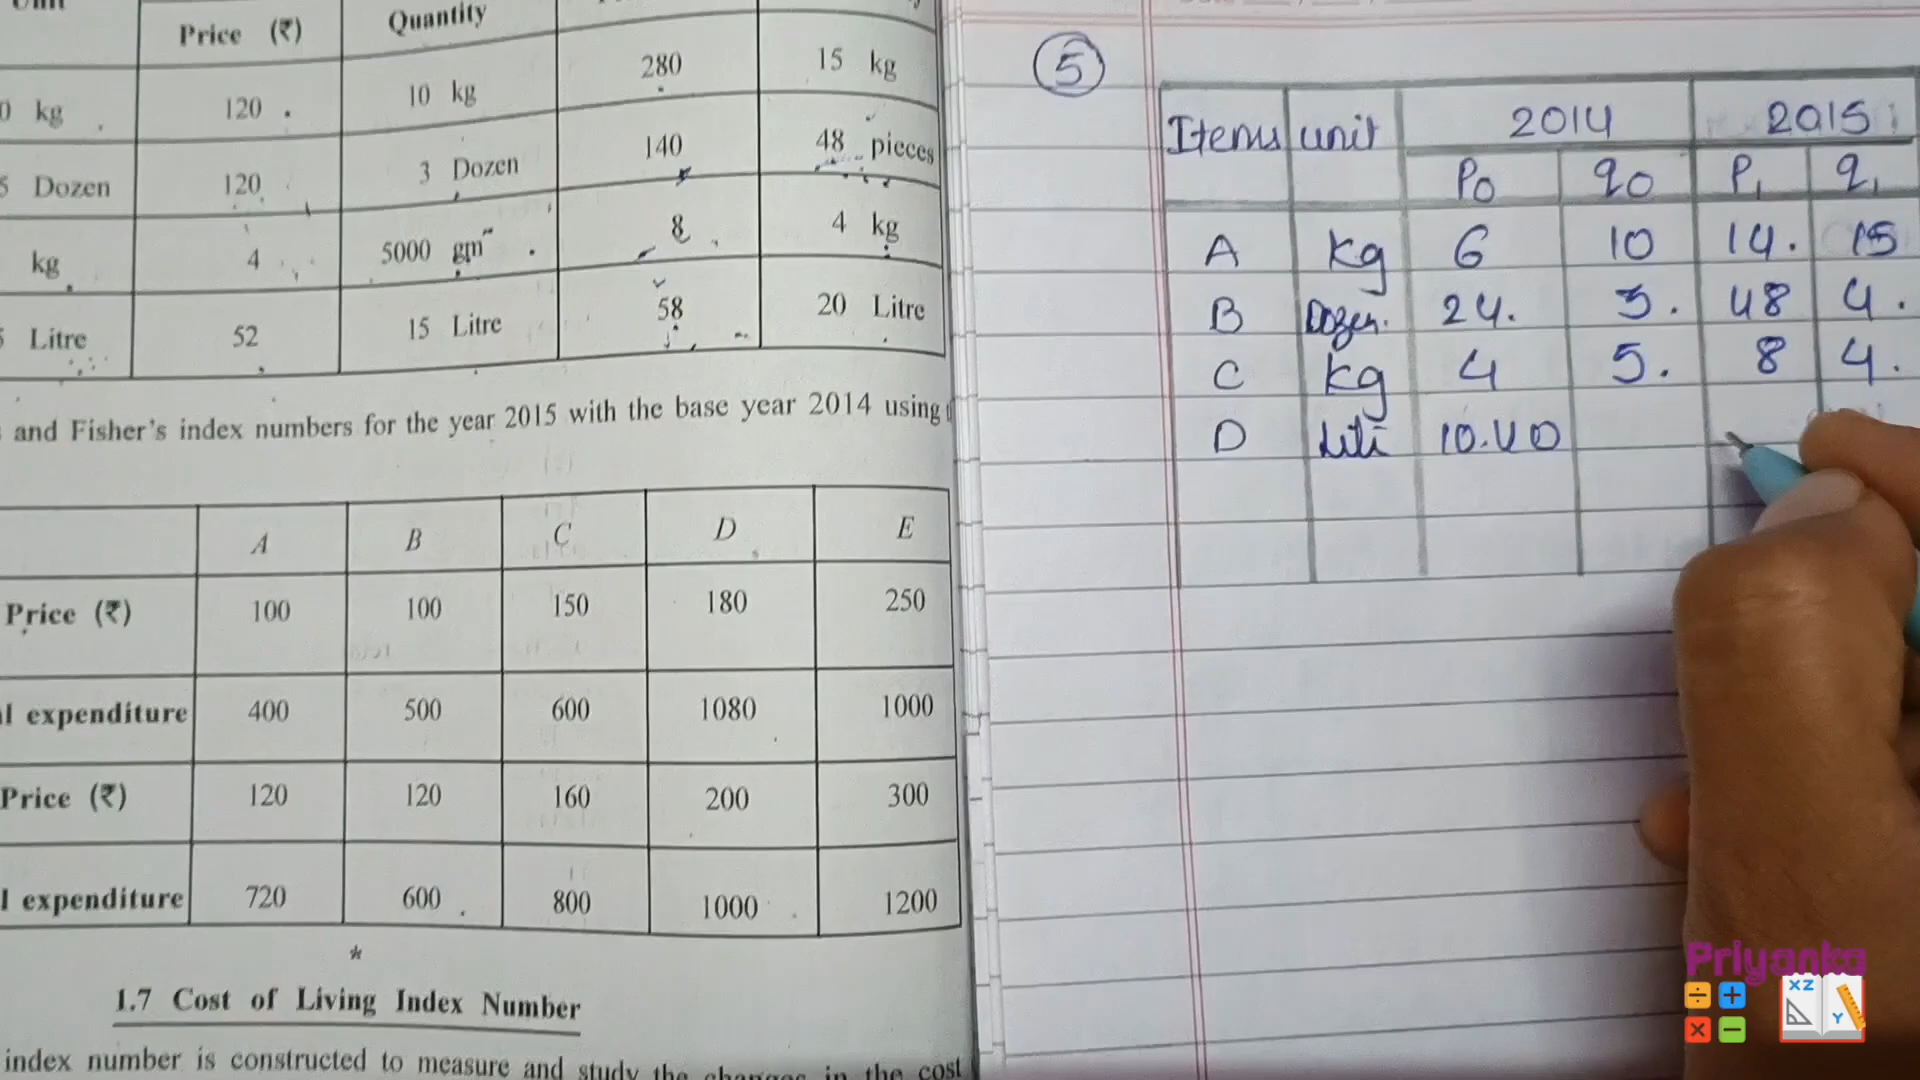 Price (₹) Quantity
0 kg 120 10 kg 280 15 kg
5 Dozen 120 3 Dozen 140 48 pieces
kg 4 5000 gm 8 4 kg
5 Litre 52 15 Litre 58 20 Litre
and Fisher's index numbers for the year 2015 with the base year 2014 using
A B C D E
Price (₹) 100 100 150 180 250
l expenditure 400 500 600 1080 1000
Price (₹) 120 120 160 200 300
l expenditure 720 600 800 1000 1200
*
1.7 Cost of Living Index Number
index number is constructed to measure and study the changes in the cost
5
Items unit 2014 2015
P0 q0 P1 q1
A kg 6 10 14. 15
B Dozen. 24. 3. 48 4.
C kg 4 5. 8 4.
D 10.40
Priyanka
XZ
Y